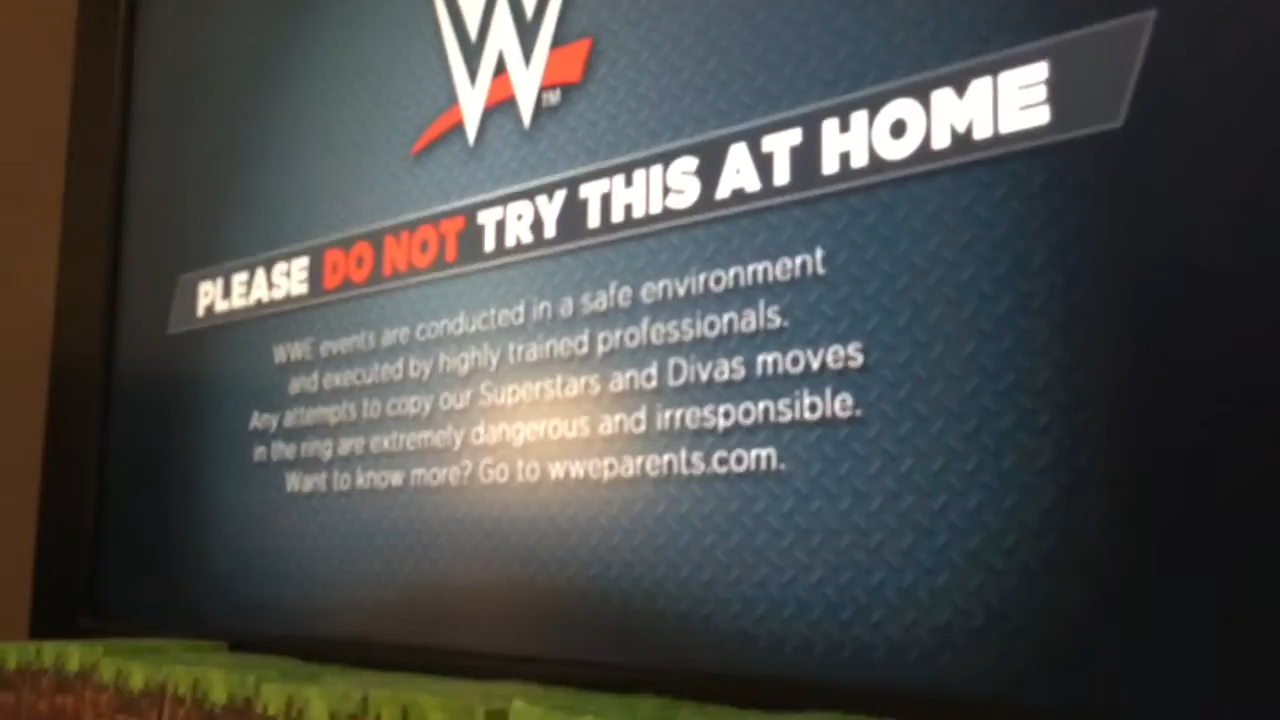 W
TM
PLEASE DO NOT TRY THIS AT HOME
WWE events are conducted in a safe environment
and executed by highly trained professionals.
Any attempts to copy our Superstars and Divas moves
in the ring are extremely dangerous and irresponsible.
Want to know more? Go to wweparents.com.